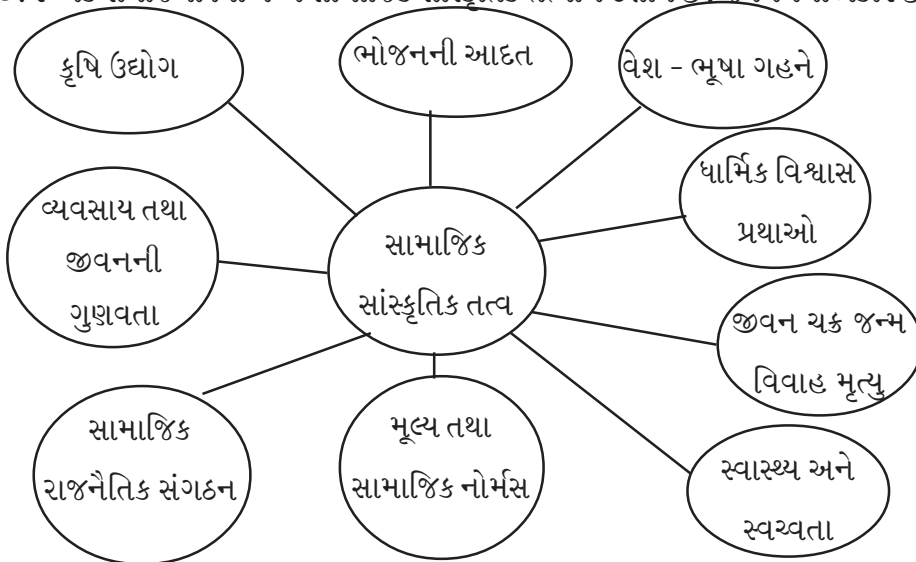 કૃષિ ઉદ્યોગ
ભોજનની આદત
વેશ - ભૂષા ગહને
ધાર્મિક વિશ્વાસ
પ્રથાઓ
વ્યવસાય તથા
જીવનની
ગુણવતા
સામાજિક
સાંસ્કૃતિક તત્વ
જીવન ચક્ર જન્મ
વિવાહ મૃત્યુ
સામાજિક
રાજનૈતિક સંગઠન
મૂલ્ય તથા
સામાજિક નોર્મસ
સ્વાસ્થ્ય અને
સ્વચ્વતા